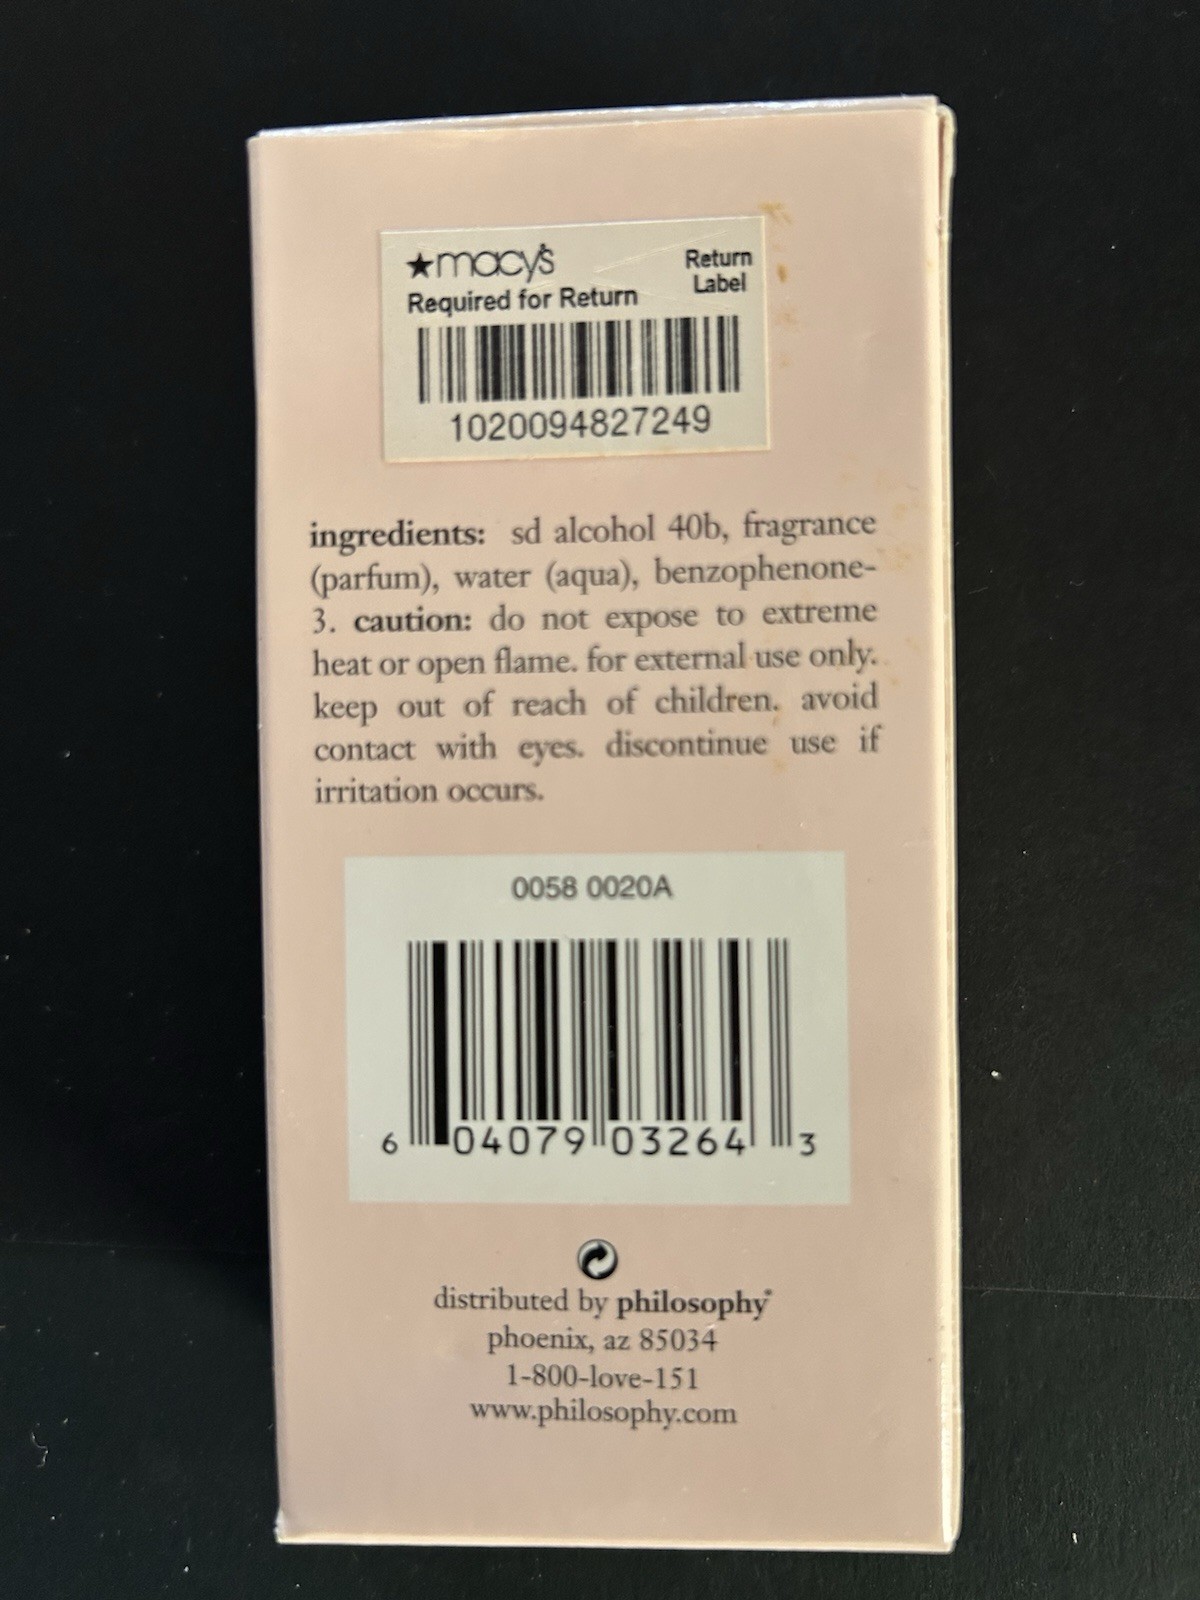 ★macy's
Return
Label
Required for Return
1020094827249
ingredients: sd alcohol 40b, fragrance
(parfum), water (aqua), benzophenone-
3. caution: do not expose to extreme
heat or open flame. for external use only.
keep out of reach of children. avoid
contact with eyes. discontinue use if
irritation occurs.
0058 0020A
6 04079 03264 3
distributed by philosophy®
phoenix, az 85034
1-800-love-151
www.philosophy.com